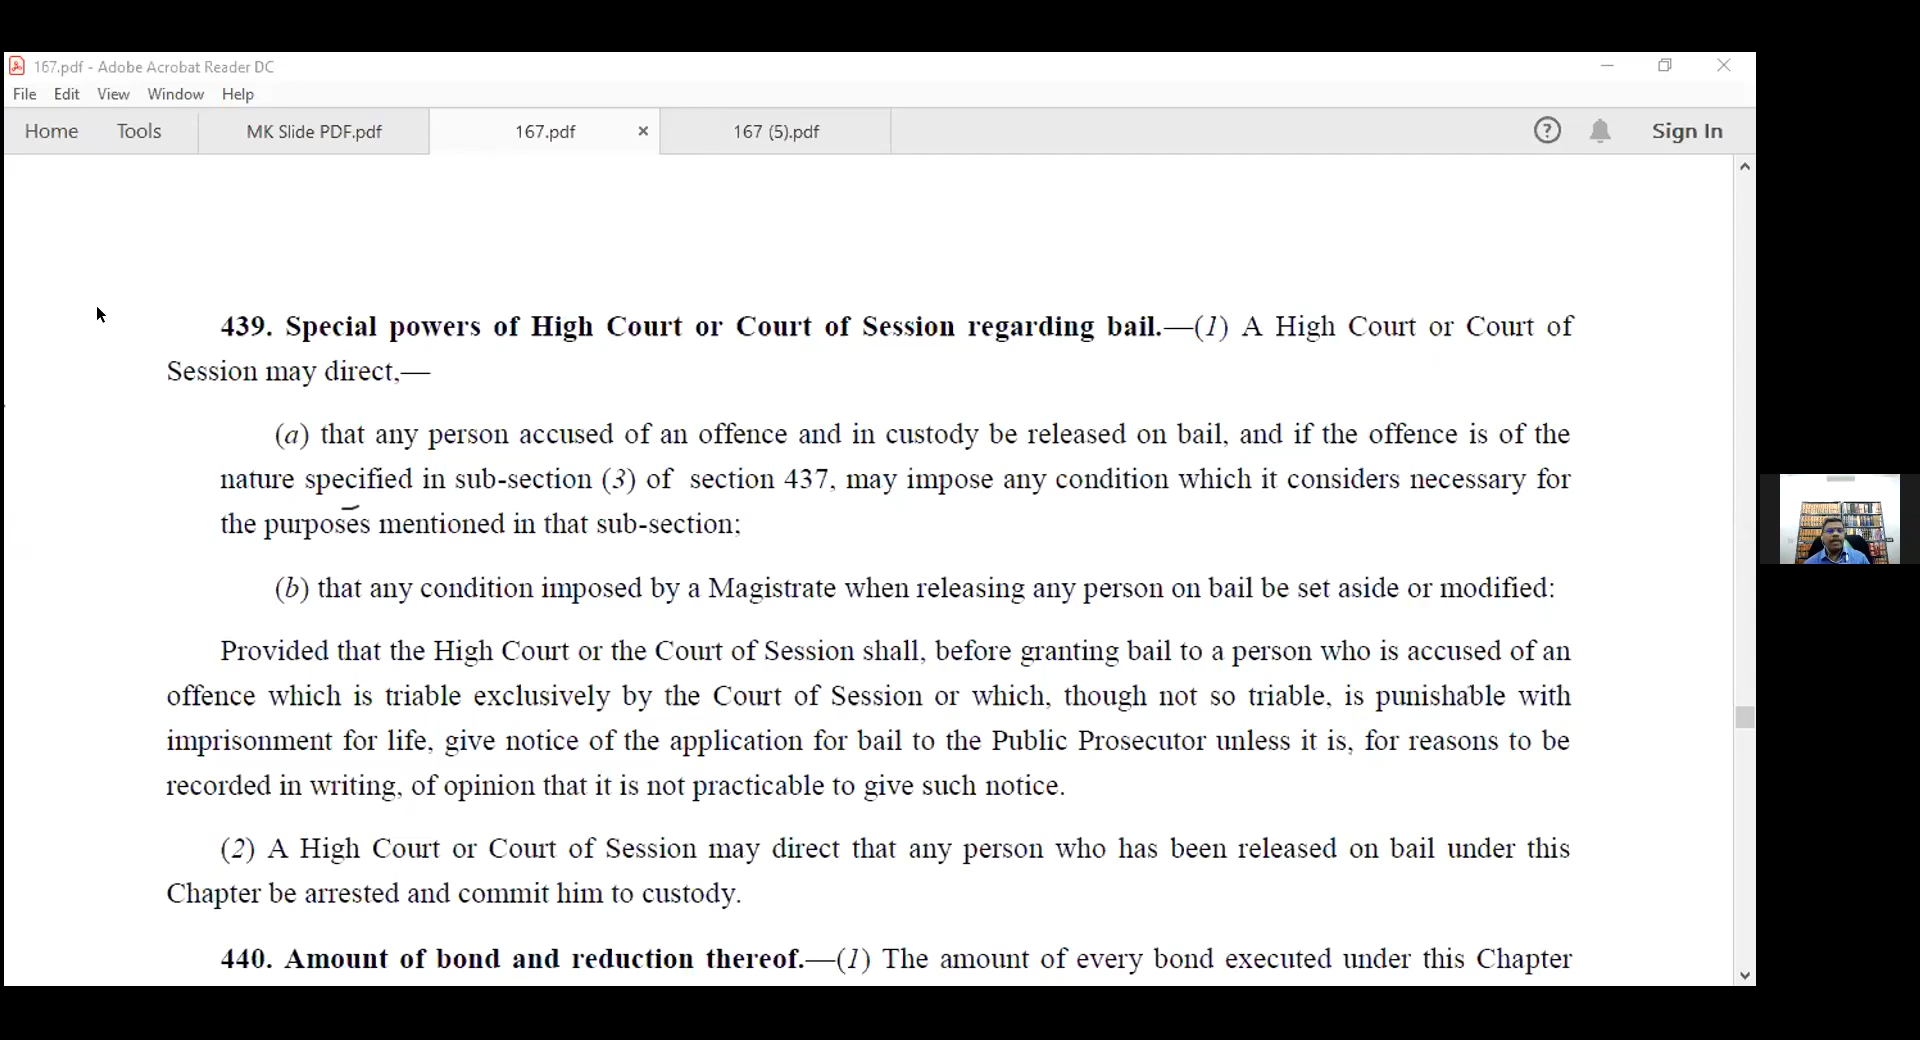 167.pdf - Adobe Acrobat Reader DC
File Edit View Window Help
Home Tools MK Slide PDF.pdf 167.pdf × 167 (5).pdf ? Sign In
439. Special powers of High Court or Court of Session regarding bail.—(1) A High Court or Court of
Session may direct,—
(a) that any person accused of an offence and in custody be released on bail, and if the offence is of the
nature specified in sub-section (3) of section 437, may impose any condition which it considers necessary for
the purposes mentioned in that sub-section;
(b) that any condition imposed by a Magistrate when releasing any person on bail be set aside or modified:
Provided that the High Court or the Court of Session shall, before granting bail to a person who is accused of an
offence which is triable exclusively by the Court of Session or which, though not so triable, is punishable with
imprisonment for life, give notice of the application for bail to the Public Prosecutor unless it is, for reasons to be
recorded in writing, of opinion that it is not practicable to give such notice.
(2) A High Court or Court of Session may direct that any person who has been released on bail under this
Chapter be arrested and commit him to custody.
440. Amount of bond and reduction thereof.—(1) The amount of every bond executed under this Chapter